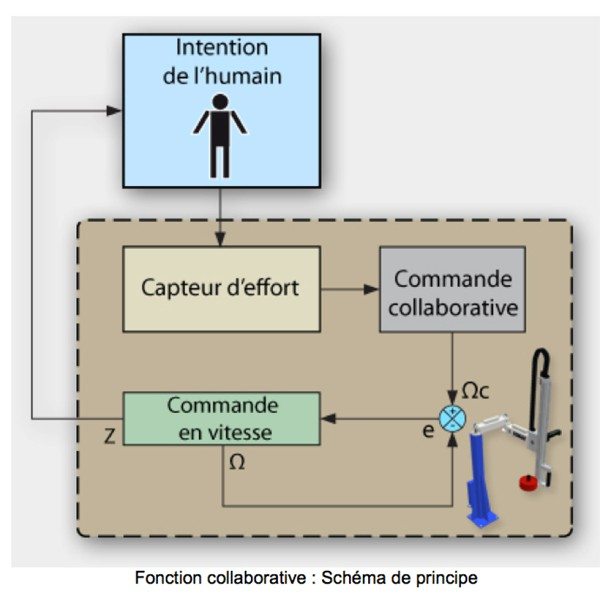 Intention
de l'humain
Capteur d'effort
Commande
collaborative
Ωc
+
-
e
Commande
en vitesse
Z
Ω
Fonction collaborative : Schéma de principe